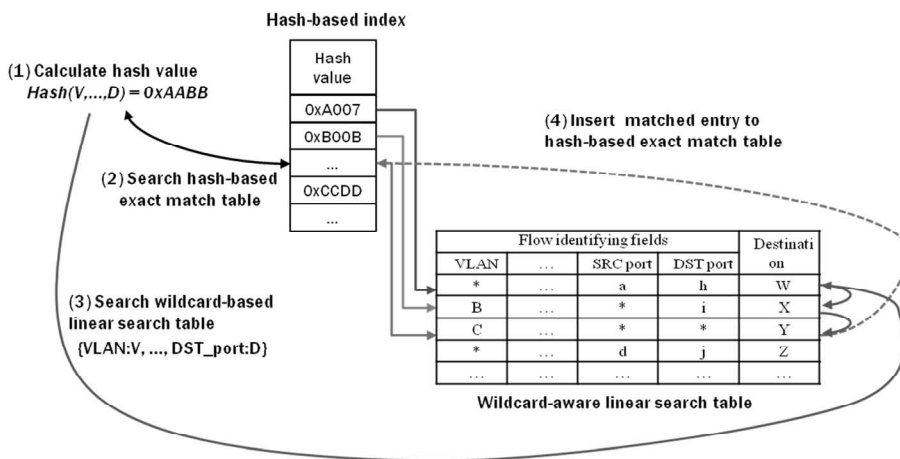 Hash-based index
Hash
value
(1) Calculate hash value
Hash(V,...,D) = 0xAABB
0xA007
0xB00B
...
0xCCDD
...
(4) Insert matched entry to
hash-based exact match table
(2) Search hash-based
exact match table
Flow identifying fields
Destinati
on
VLAN ... SRC port DST port
* ... a h W
B ... * i X
C ... * * Y
* ... d j Z
... ... ... ... ...
(3) Search wildcard-based
linear search table
{VLAN:V, ..., DST_port:D}
Wildcard-aware linear search table